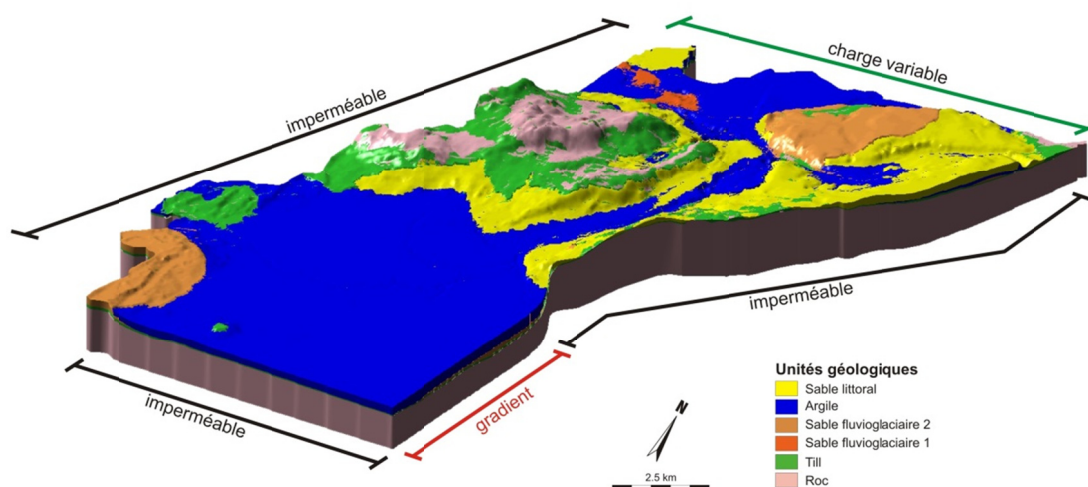 imperméable
charge variable
imperméable
imperméable
gradient
Unités géologiques
Sable littoral
Argile
Sable fluvioglaciaire 2
Sable fluvioglaciaire 1
Till
Roc
N
2.5 km